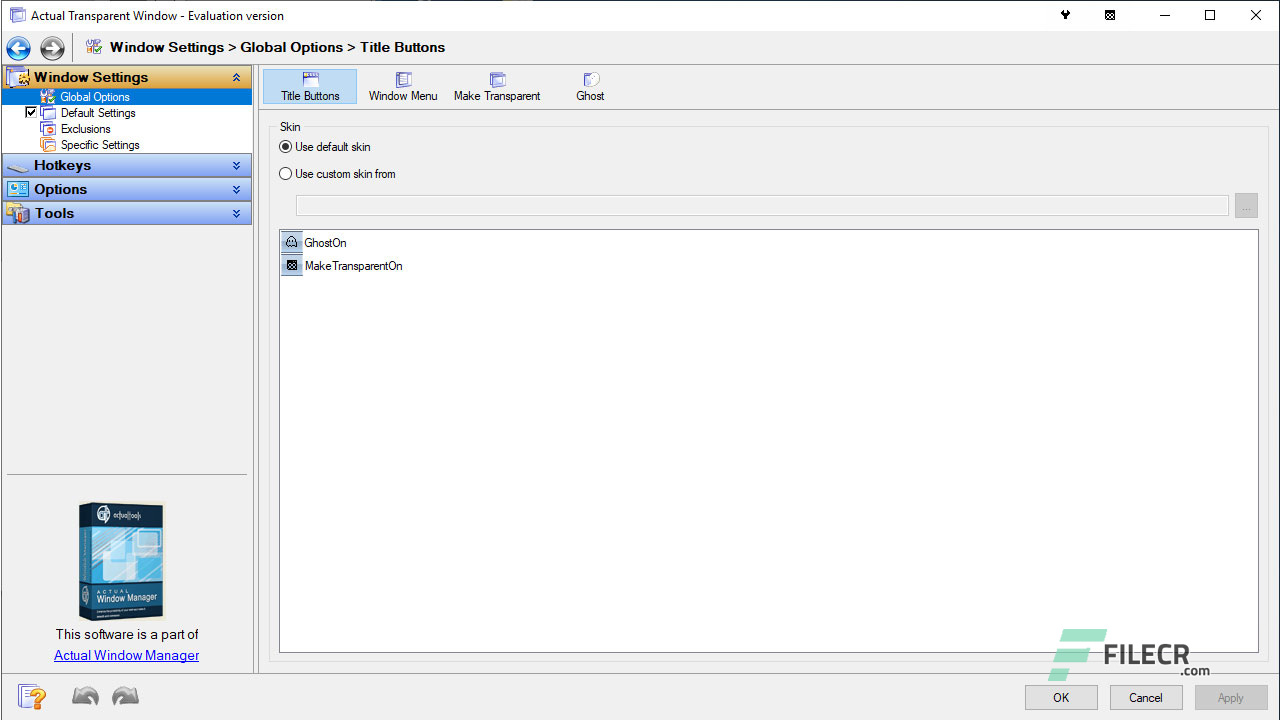 Actual Transparent Window - Evaluation version
Window Settings > Global Options > Title Buttons
Window Settings
Global Options
Default Settings
Exclusions
Specific Settings
Hotkeys
Options
Tools
Title Buttons
Window Menu
Make Transparent
Ghost
Skin
Use default skin
Use custom skin from
...
GhostOn
MakeTransparentOn
actualtools
ACTUAL
Window Manager
This software is a part of
Actual Window Manager
FILECR
.com
OK
Cancel
Apply